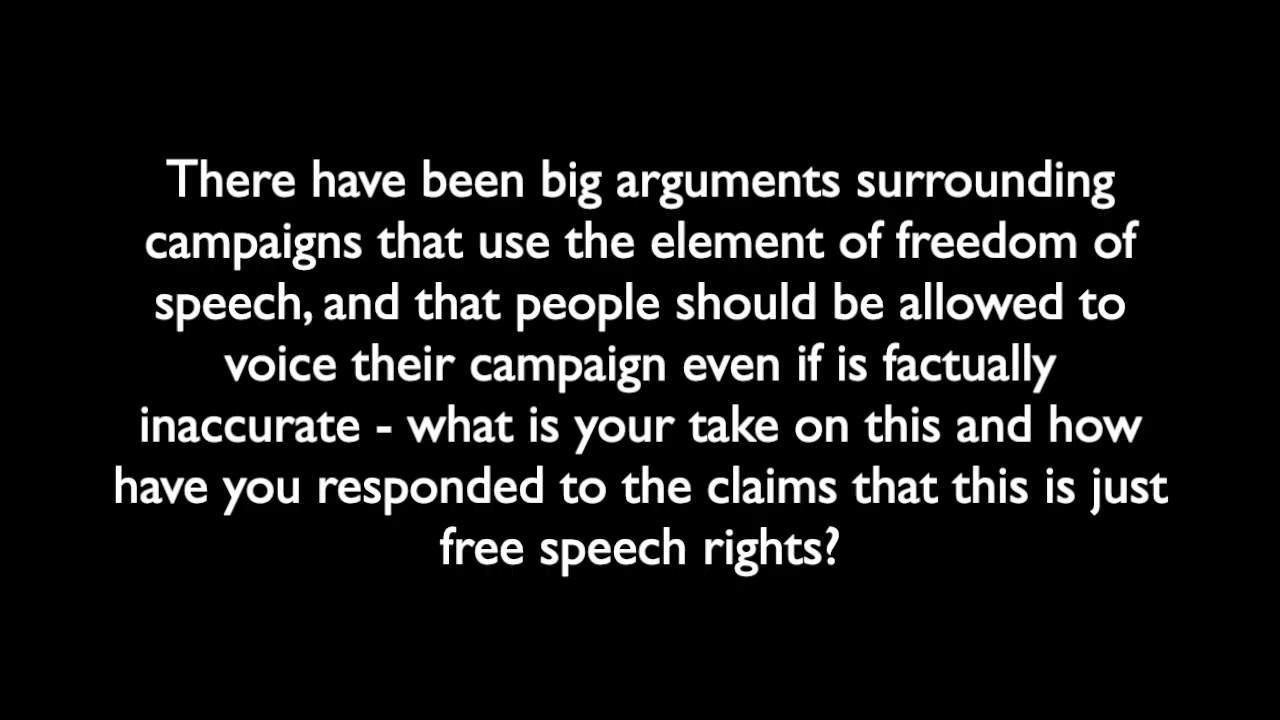 There have been big arguments surrounding
campaigns that use the element of freedom of
speech, and that people should be allowed to
voice their campaign even if is factually
inaccurate - what is your take on this and how
have you responded to the claims that this is just
free speech rights?